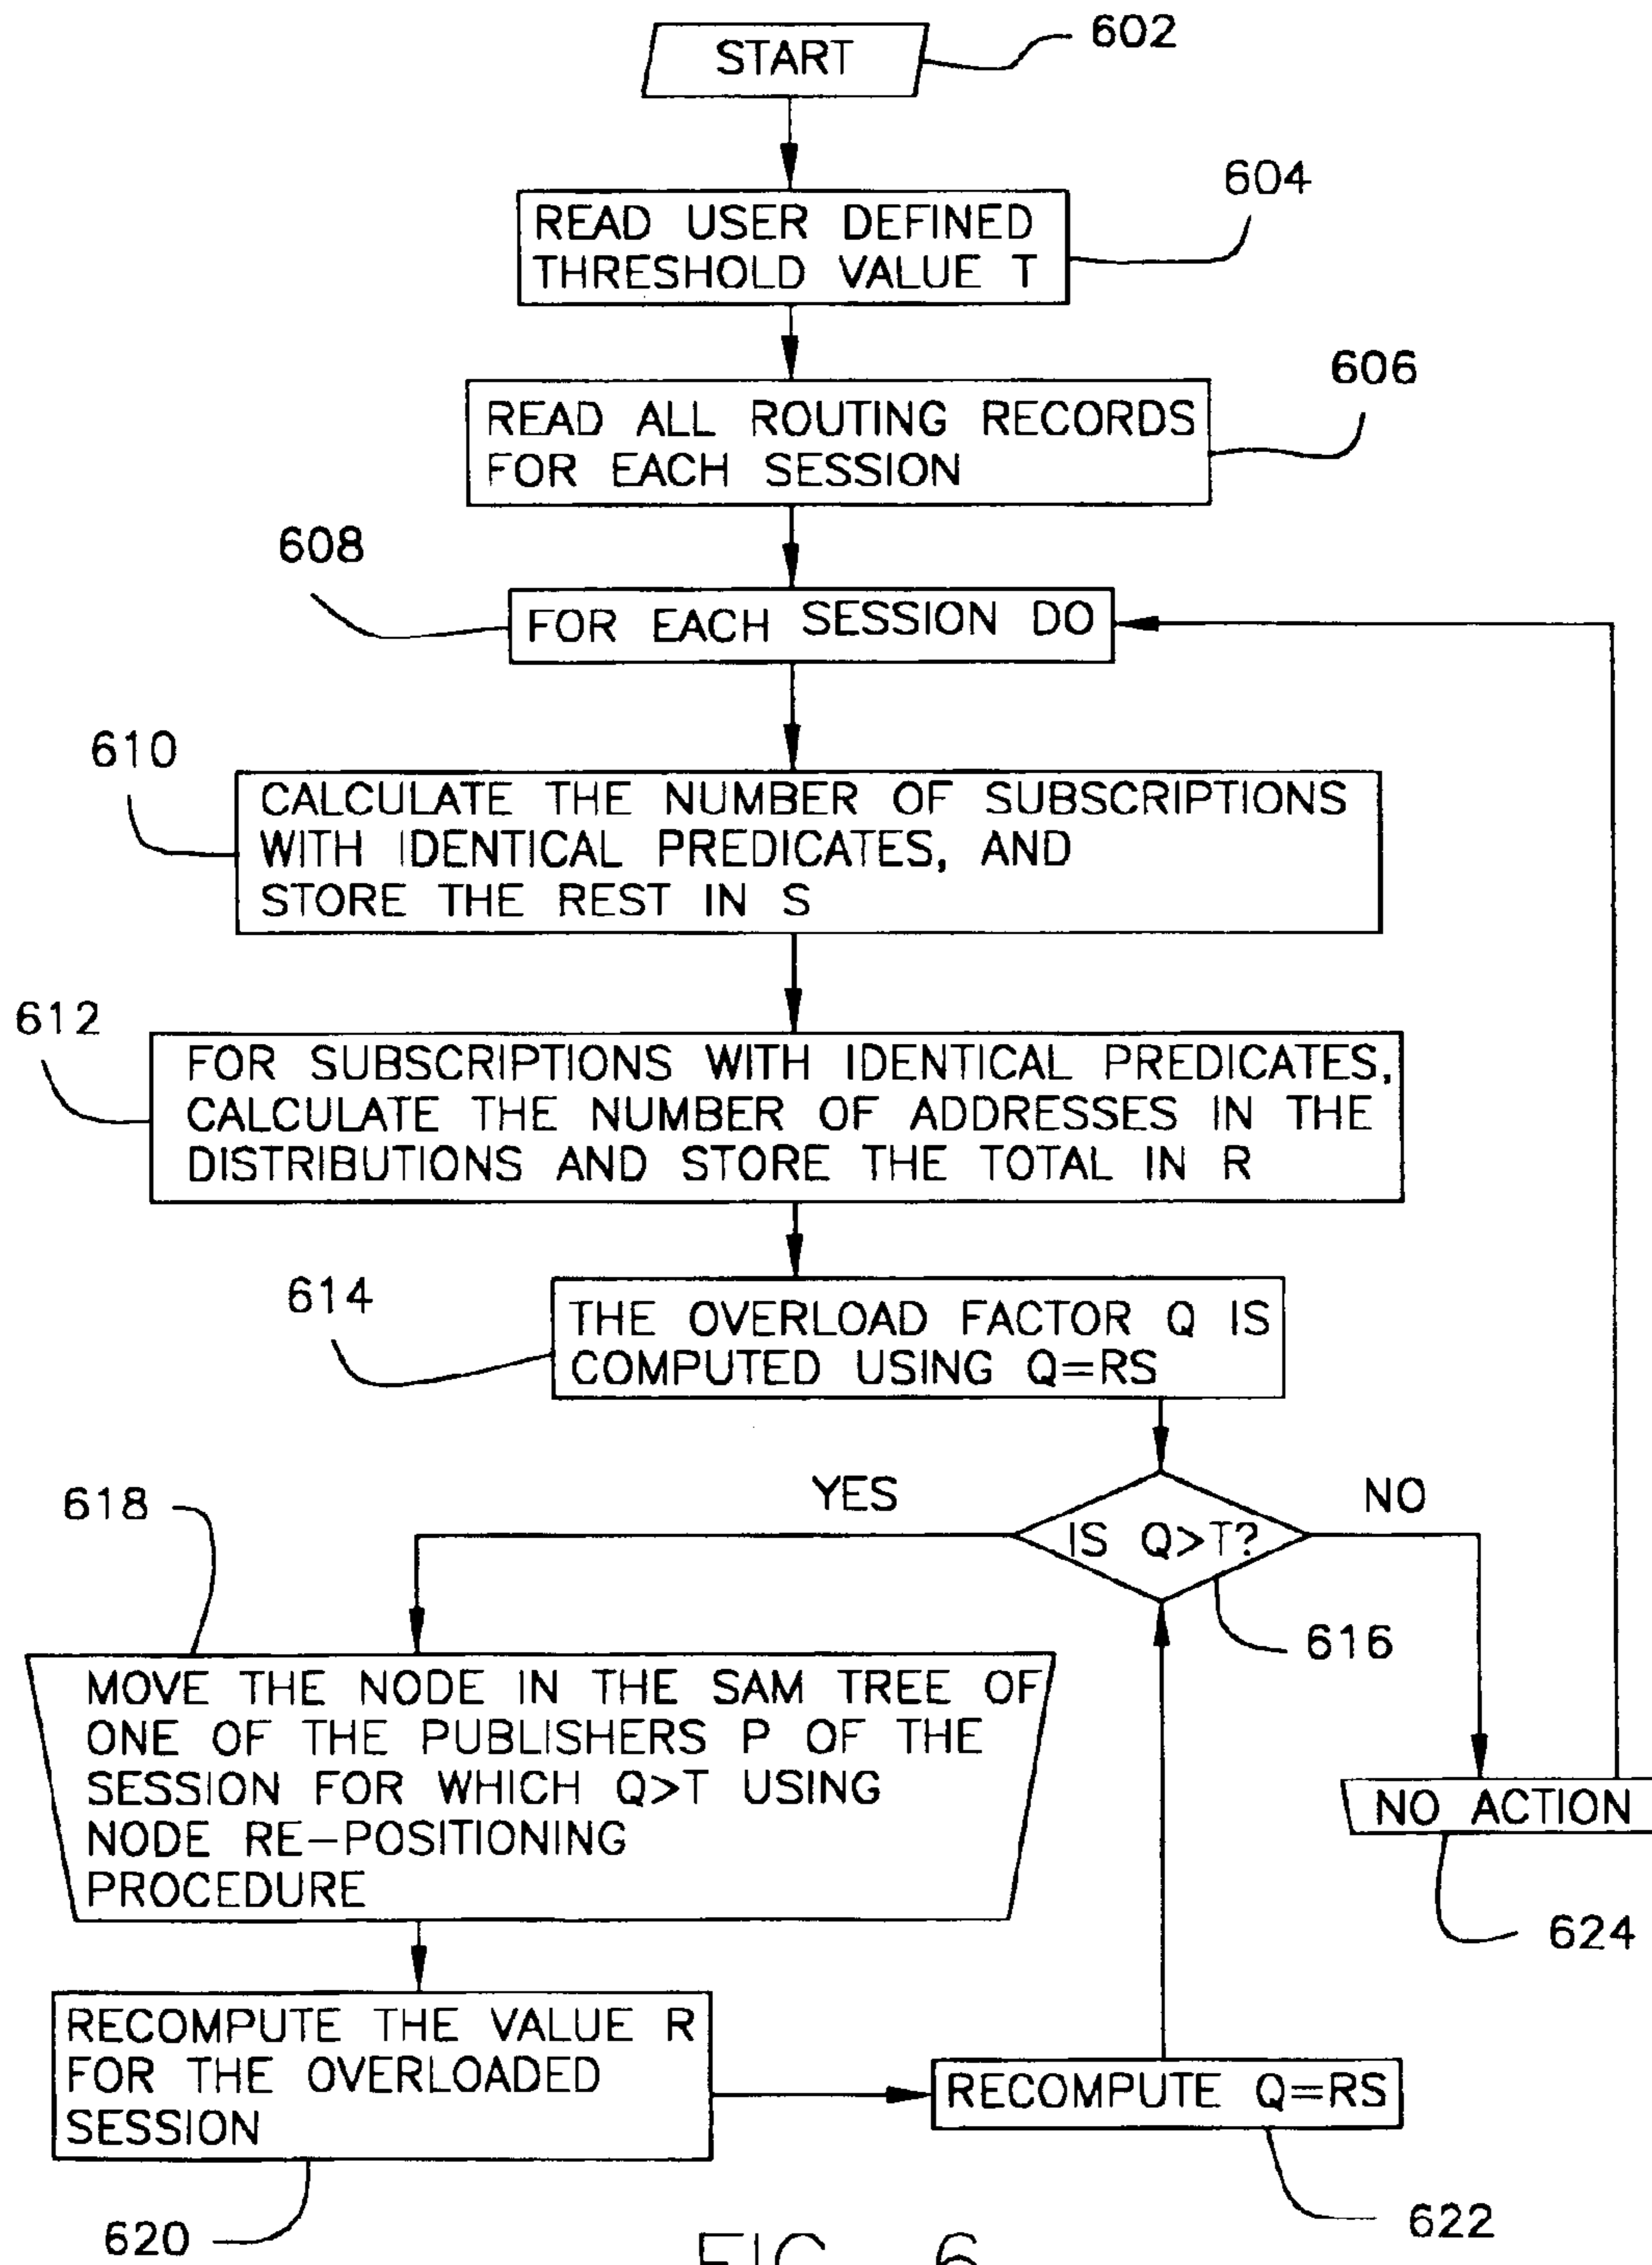 START
602
READ USER DEFINED
THRESHOLD VALUE T
604
READ ALL ROUTING RECORDS
FOR EACH SESSION
606
608
FOR EACH SESSION DO
610
CALCULATE THE NUMBER OF SUBSCRIPTIONS
WITH IDENTICAL PREDICATES, AND
STORE THE REST IN S
612
FOR SUBSCRIPTIONS WITH IDENTICAL PREDICATES,
CALCULATE THE NUMBER OF ADDRESSES IN THE
DISTRIBUTIONS AND STORE THE TOTAL IN R
614
THE OVERLOAD FACTOR Q IS
COMPUTED USING Q=RS
YES
NO
IS Q>T?
616
618
MOVE THE NODE IN THE SAM TREE OF
ONE OF THE PUBLISHERS P OF THE
SESSION FOR WHICH Q>T USING
NODE RE-POSITIONING
PROCEDURE
NO ACTION
624
RECOMPUTE THE VALUE R
FOR THE OVERLOADED
SESSION
620
RECOMPUTE Q=RS
622
FIG. 6